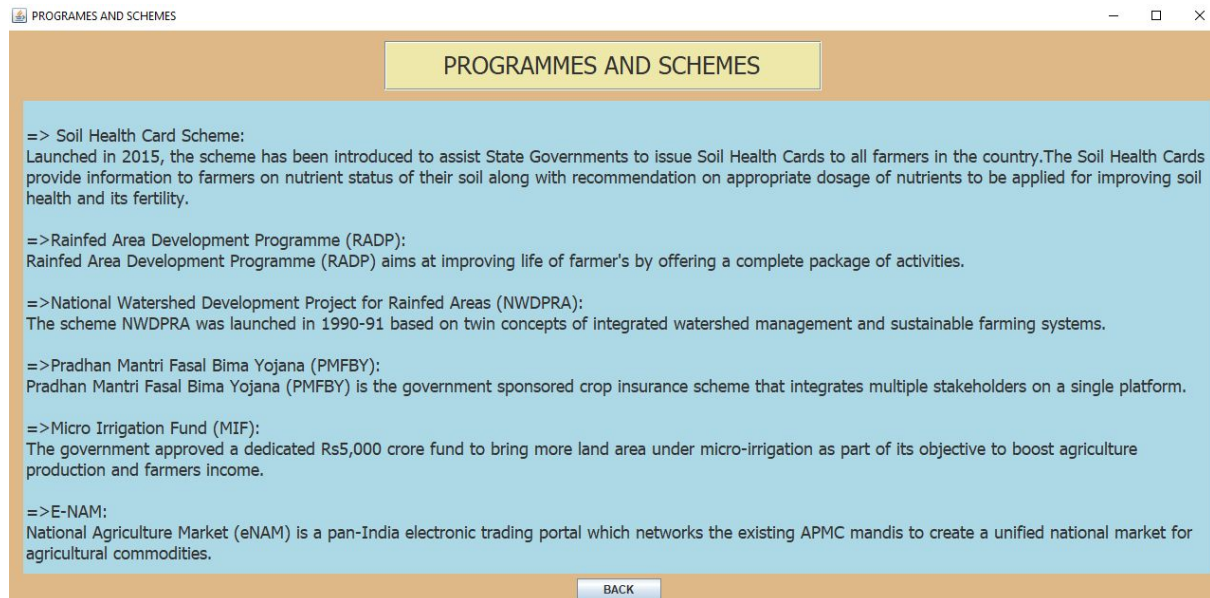 PROGRAMES AND SCHEMES
PROGRAMMES AND SCHEMES
=> Soil Health Card Scheme:
Launched in 2015, the scheme has been introduced to assist State Governments to issue Soil Health Cards to all farmers in the country.The Soil Health Cards
provide information to farmers on nutrient status of their soil along with recommendation on appropriate dosage of nutrients to be applied for improving soil
health and its fertility.
=>Rainfed Area Development Programme (RADP):
Rainfed Area Development Programme (RADP) aims at improving life of farmer's by offering a complete package of activities.
=>National Watershed Development Project for Rainfed Areas (NWDPRA):
The scheme NWDPRA was launched in 1990-91 based on twin concepts of integrated watershed management and sustainable farming systems.
=>Pradhan Mantri Fasal Bima Yojana (PMFBY):
Pradhan Mantri Fasal Bima Yojana (PMFBY) is the government sponsored crop insurance scheme that integrates multiple stakeholders on a single platform.
=>Micro Irrigation Fund (MIF):
The government approved a dedicated Rs5,000 crore fund to bring more land area under micro-irrigation as part of its objective to boost agriculture
production and farmers income.
=>E-NAM:
National Agriculture Market (eNAM) is a pan-India electronic trading portal which networks the existing APMC mandis to create a unified national market for
agricultural commodities.
BACK